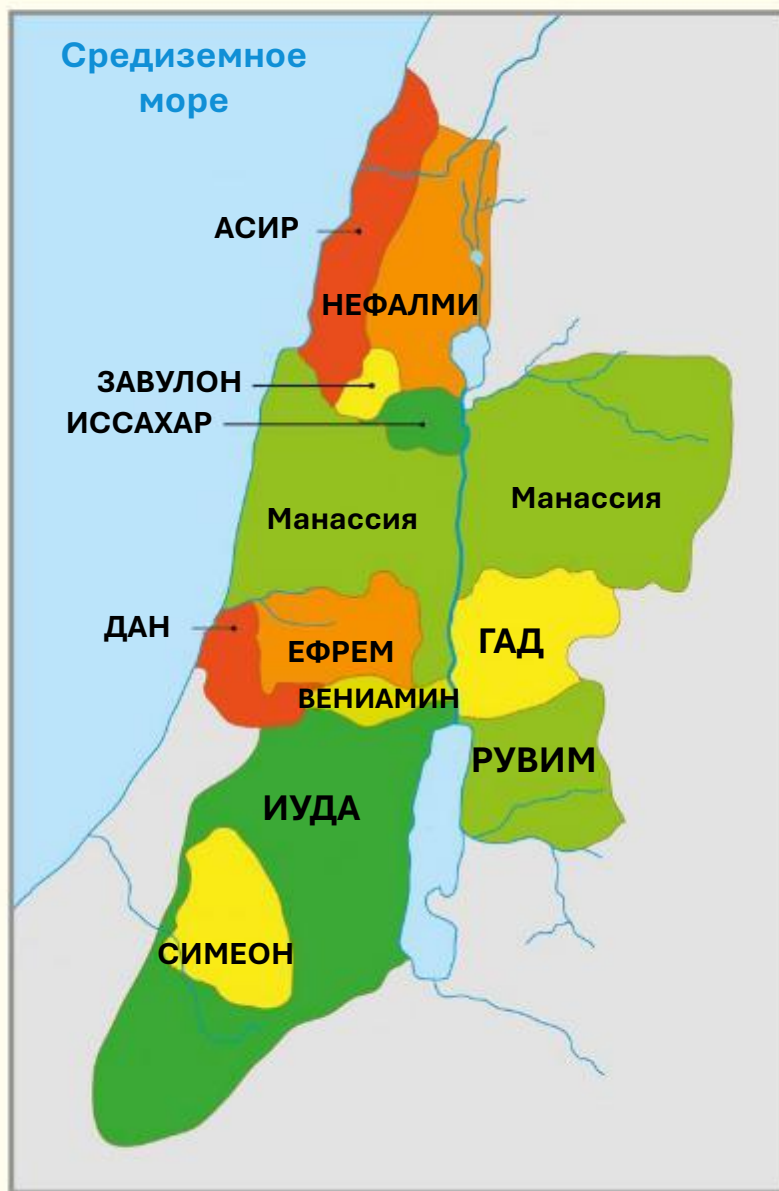 Средиземное
море
АСИР
НЕФАЛМИ
ЗАВУЛОН
ИССАХАР
Манассия
Манассия
ДАН
ЕФРЕМ
ГАД
ВЕНИАМИН
РУВИМ
ИУДА
СИМЕОН